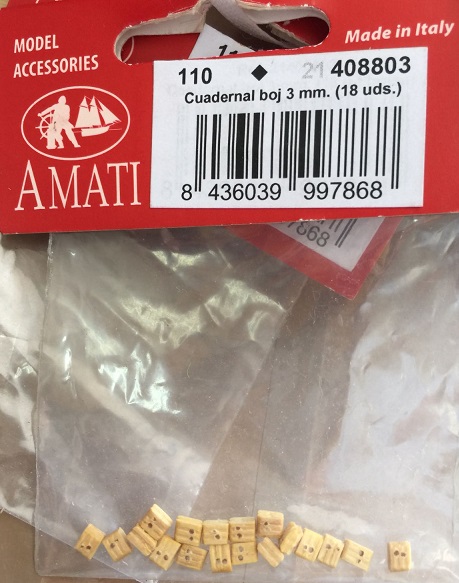 MODEL
ACCESSORIES
Made in Italy
110 ◆ 21 408803
Cuadernal boj 3 mm. (18 uds.)
8 436039 997868
AMATI